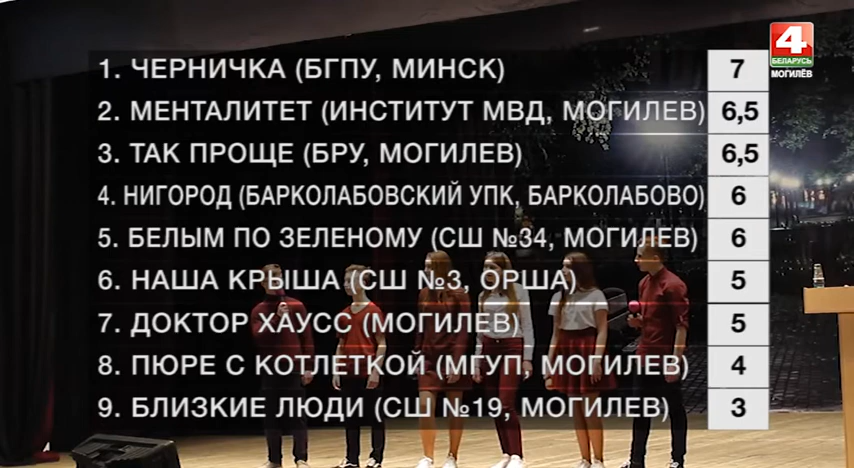 1. ЧЕРНИЧКА (БГПУ, МИНСК) 7
2. МЕНТАЛИТЕТ (ИНСТИТУТ МВД, МОГИЛЕВ) 6,5
3. ТАК ПРОЩЕ (БРУ, МОГИЛЕВ) 6,5
4. НИГОРОД (БАРКОЛАБОВСКИЙ УПК, БАРКОЛАБОВО) 6
5. БЕЛЫМ ПО ЗЕЛЕНОМУ (СШ №34, МОГИЛЕВ) 6
6. НАША КРЫША (СШ №3, ОРША) 5
7. ДОКТОР ХАУСС (МОГИЛЕВ) 5
8. ПЮРЕ С КОТЛЕТКОЙ (МГУП, МОГИЛЕВ) 4
9. БЛИЗКИЕ ЛЮДИ (СШ №19, МОГИЛЕВ) 3
4
БЕЛАРУСЬ
МОГИЛЁВ